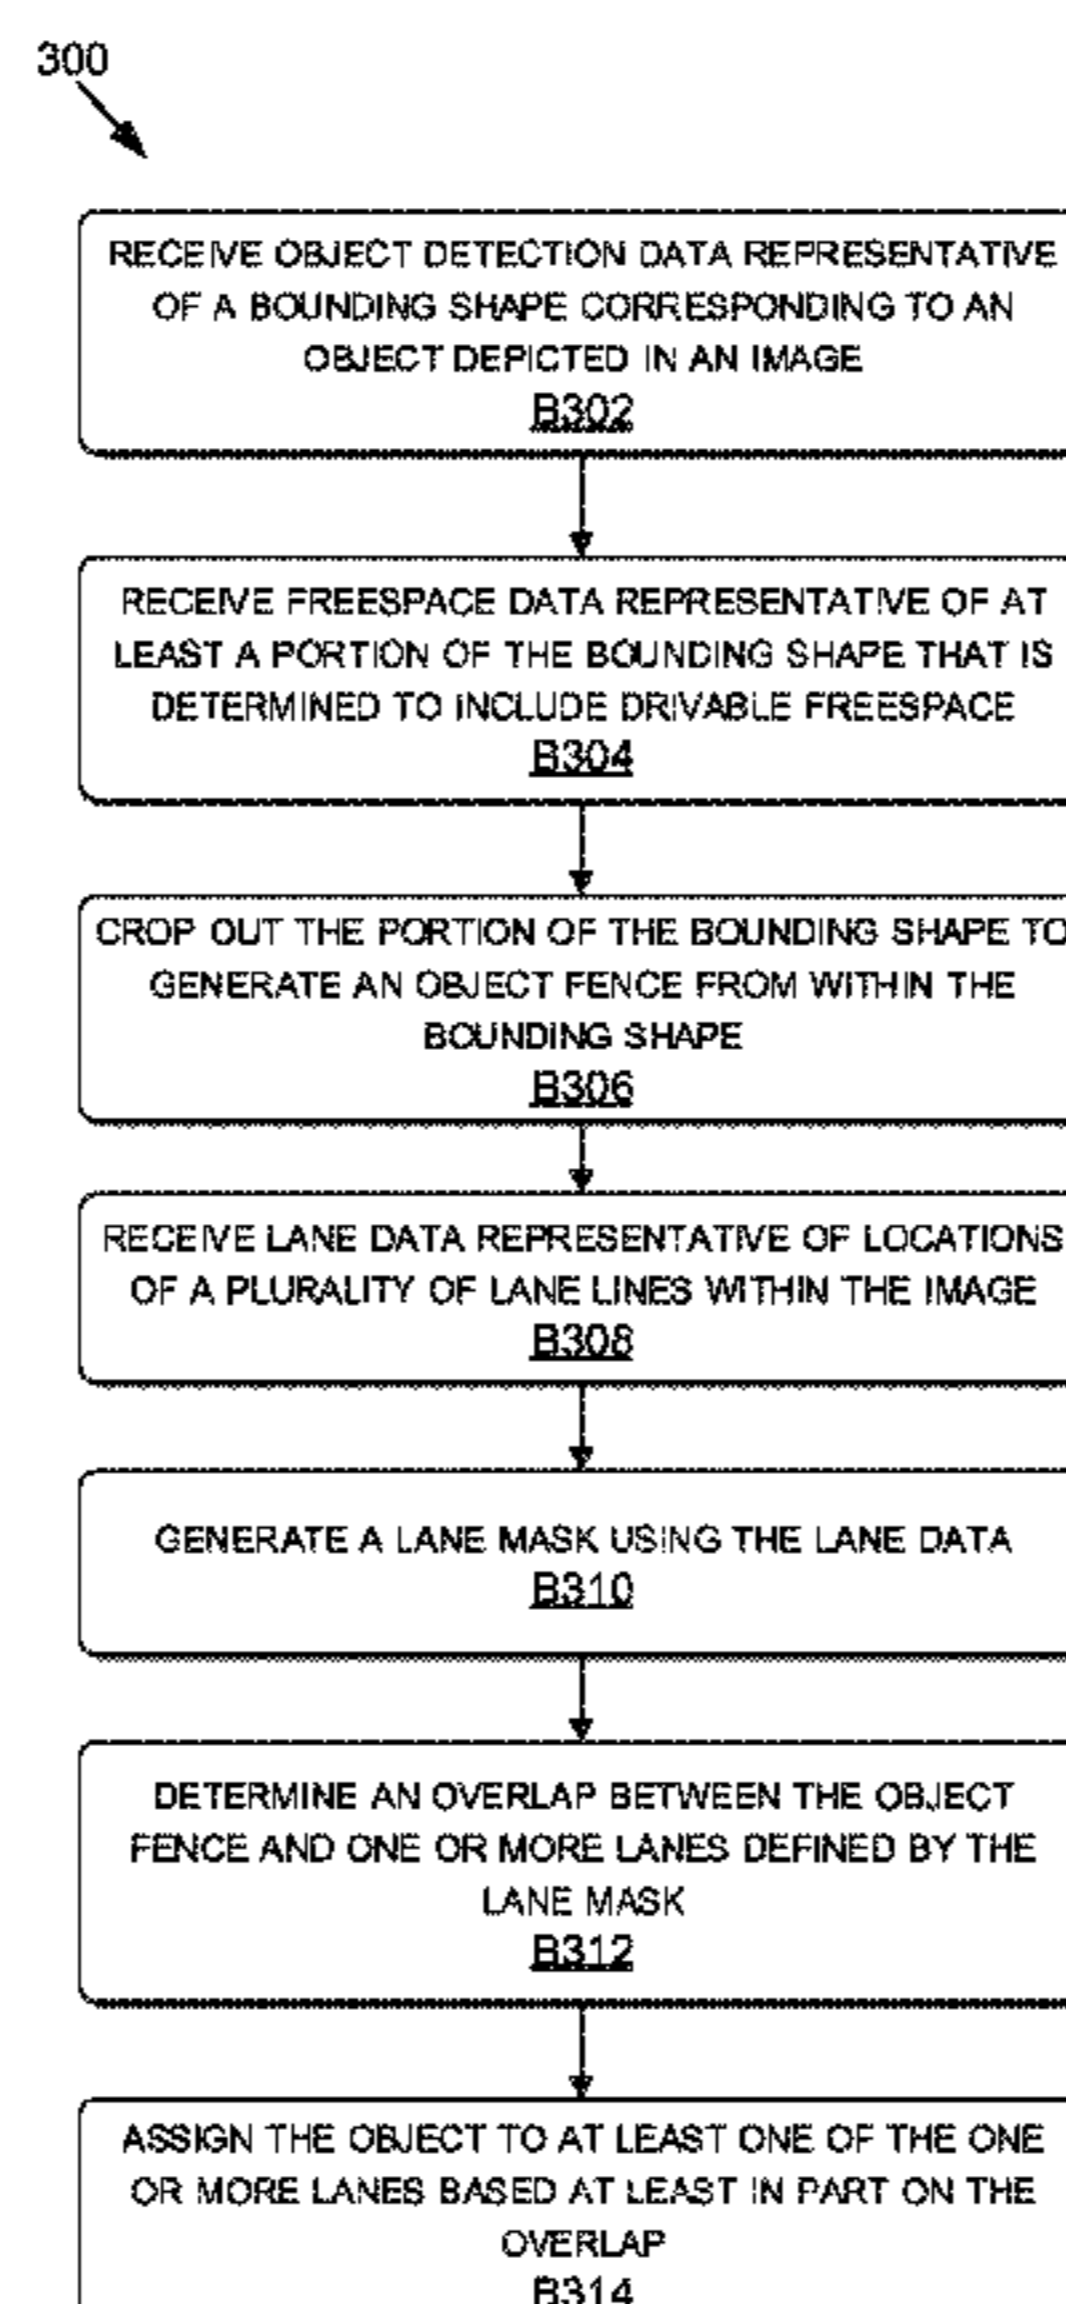 300
RECEIVE OBJECT DETECTION DATA REPRESENTATIVE
OF A BOUNDING SHAPE CORRESPONDING TO AN
OBJECT DEPICTED IN AN IMAGE
B302
RECEIVE FREESPACE DATA REPRESENTATIVE OF AT
LEAST A PORTION OF THE BOUNDING SHAPE THAT IS
DETERMINED TO INCLUDE DRIVABLE FREESPACE
B304
CROP OUT THE PORTION OF THE BOUNDING SHAPE TO
GENERATE AN OBJECT FENCE FROM WITHIN THE
BOUNDING SHAPE
B306
RECEIVE LANE DATA REPRESENTATIVE OF LOCATIONS
OF A PLURALITY OF LANE LINES WITHIN THE IMAGE
B308
GENERATE A LANE MASK USING THE LANE DATA
B310
DETERMINE AN OVERLAP BETWEEN THE OBJECT
FENCE AND ONE OR MORE LANES DEFINED BY THE
LANE MASK
B312
ASSIGN THE OBJECT TO AT LEAST ONE OF THE ONE
OR MORE LANES BASED AT LEAST IN PART ON THE
OVERLAP
B314